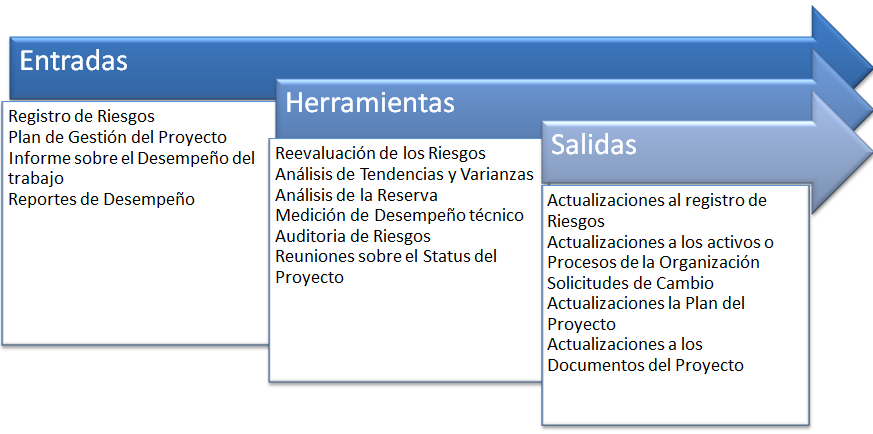 Entradas
Registro de Riesgos
Plan de Gestión del Proyecto
Informe sobre el Desempeño del
trabajo
Reportes de Desempeño
Herramientas
Reevaluación de los Riesgos
Análisis de Tendencias y Varianzas
Análisis de la Reserva
Medición de Desempeño técnico
Auditoria de Riesgos
Reuniones sobre el Status del
Proyecto
Salidas
Actualizaciones al registro de
Riesgos
Actualizaciones a los activos o
Procesos de la Organización
Solicitudes de Cambio
Actualizaciones la Plan del
Proyecto
Actualizaciones a los
Documentos del Proyecto